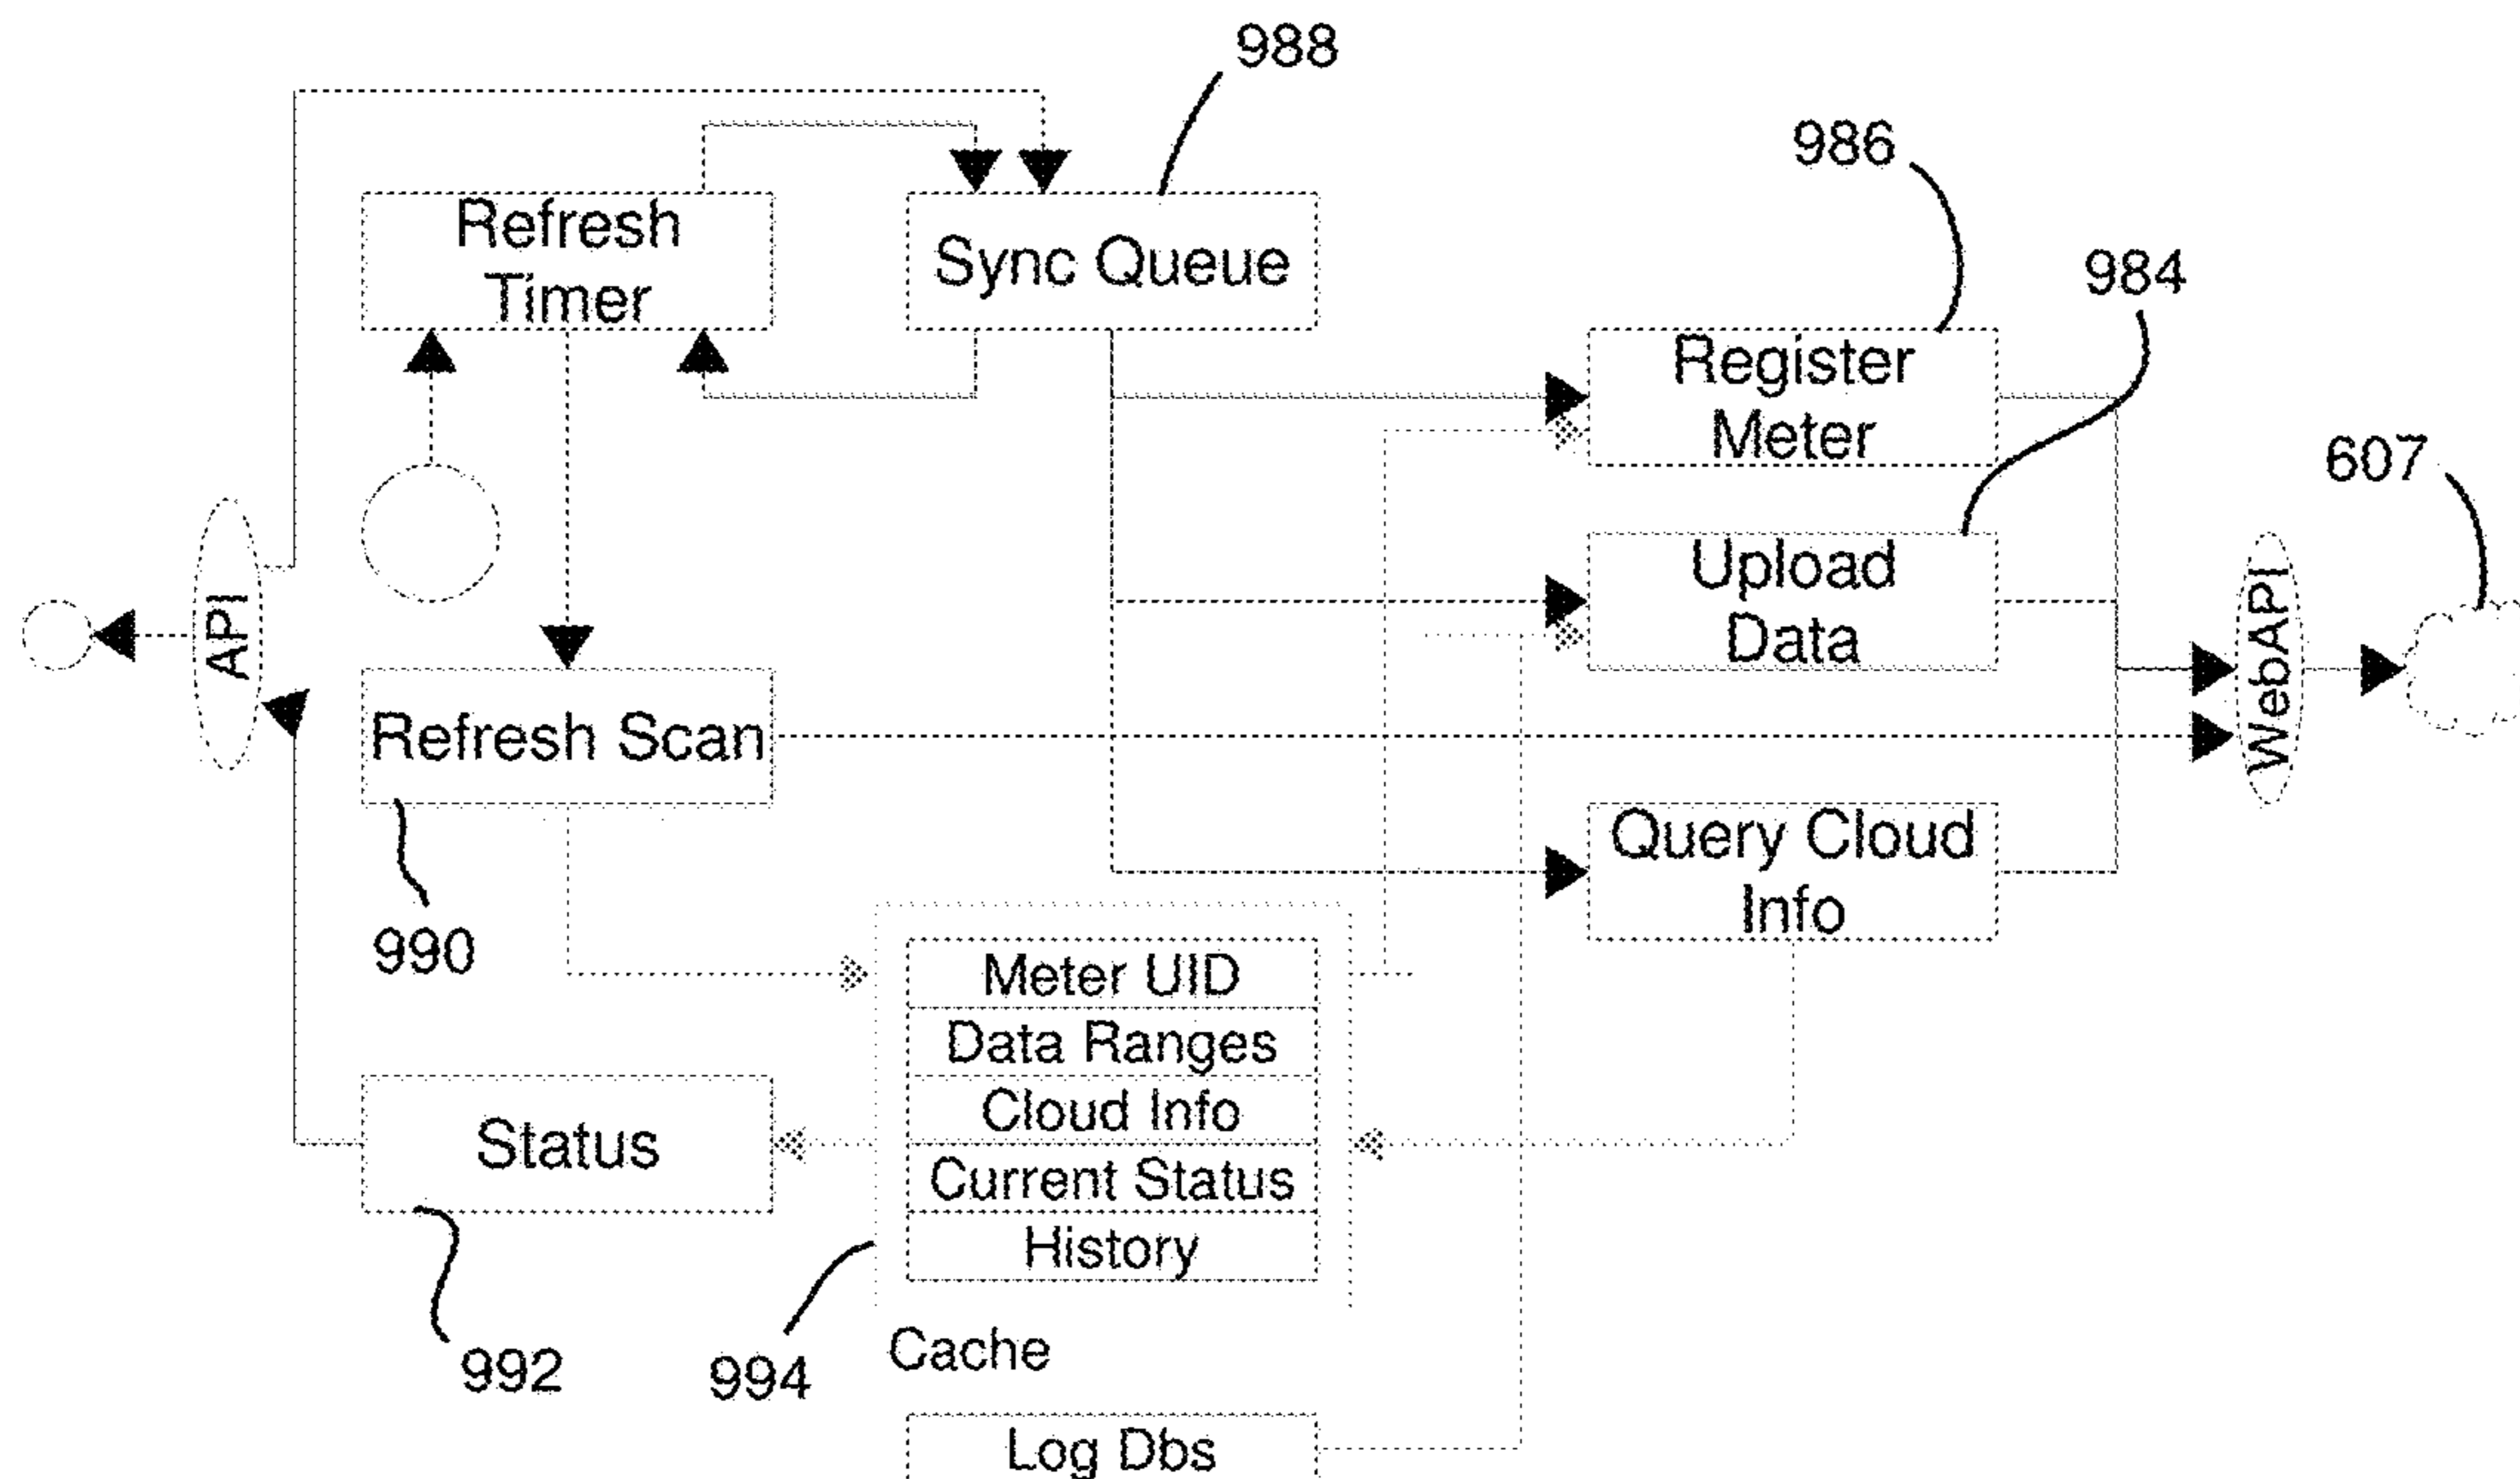 988
986
984
607
Refresh
Timer
Sync Queue
Register
Meter
Upload
Data
API
WebAPI
Refresh Scan
Query Cloud
Info
990
Meter UID
Data Ranges
Cloud Info
Current Status
History
Status
992
994
Cache
Log Dbs